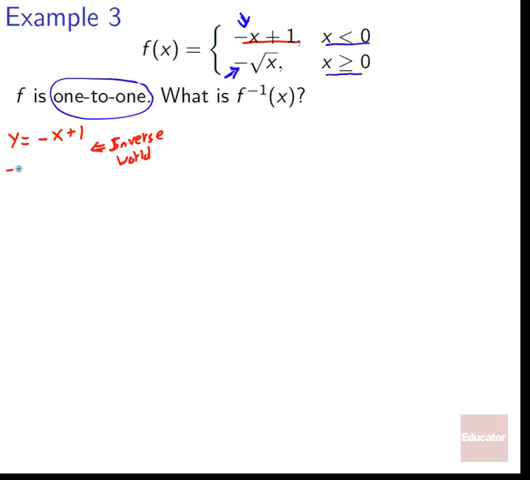 Example 3
f(x) = { −x + 1, x < 0
−√x, x ≥ 0
f is one-to-one. What is f⁻¹(x)?
y = −x+1 ⇐ Inverse
world
−
Educator